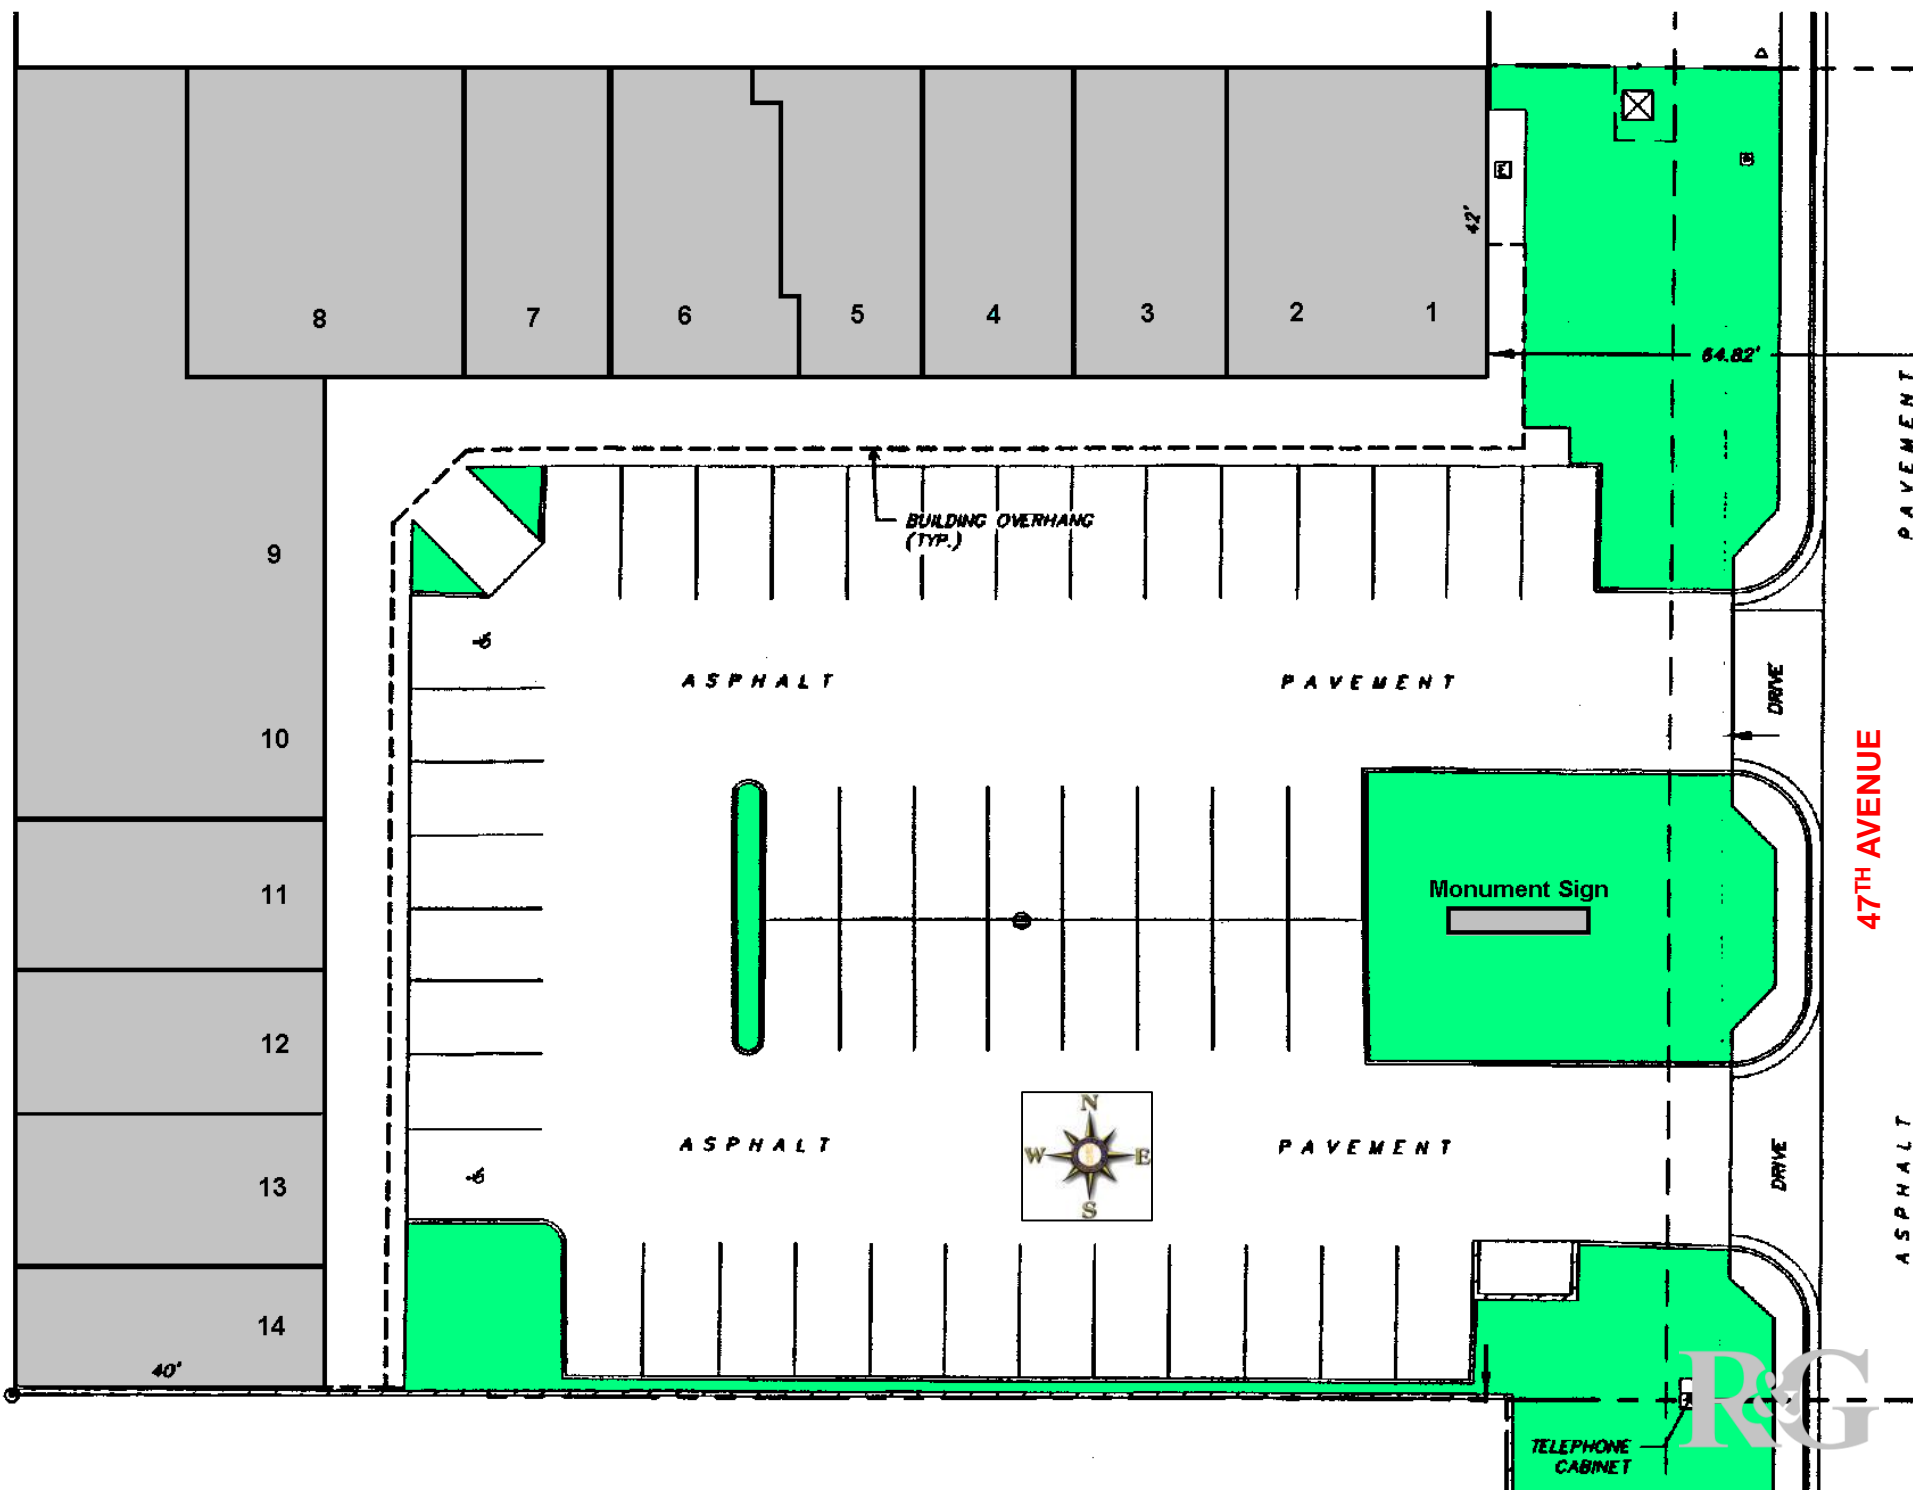 42'
8
7
6
5
4
3
2
1
64.82'
PAVEMENT
BUILDING OVERHANG
(TYP.)
9
10
ASPHALT
PAVEMENT
DRIVE
47TH AVENUE
Monument Sign
11
12
13
14
40'
N
W
E
S
ASPHALT
PAVEMENT
DRIVE
ASPHALT
TELEPHONE
CABINET
R&G